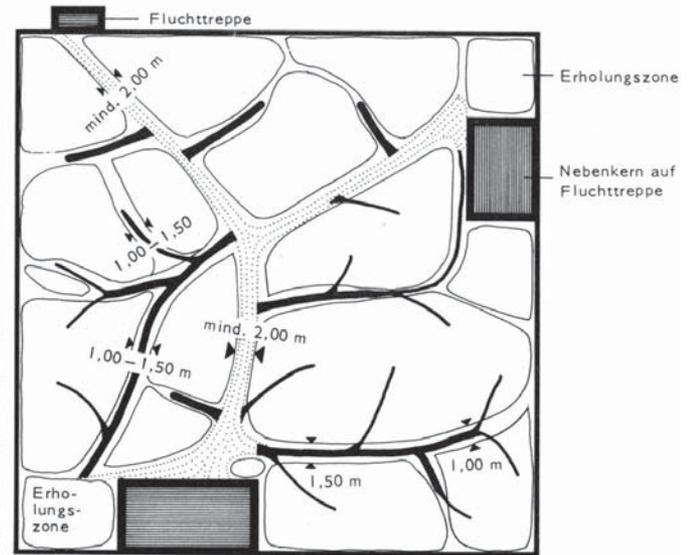 Fluchttreppe
mind. 2,00 m
Erholungszone
Nebenkern auf
Fluchttreppe
1,00–1,50
mind. 2,00 m
1,00–1,50 m
1,50 m
1,00 m
Erho-
lungs-
zone